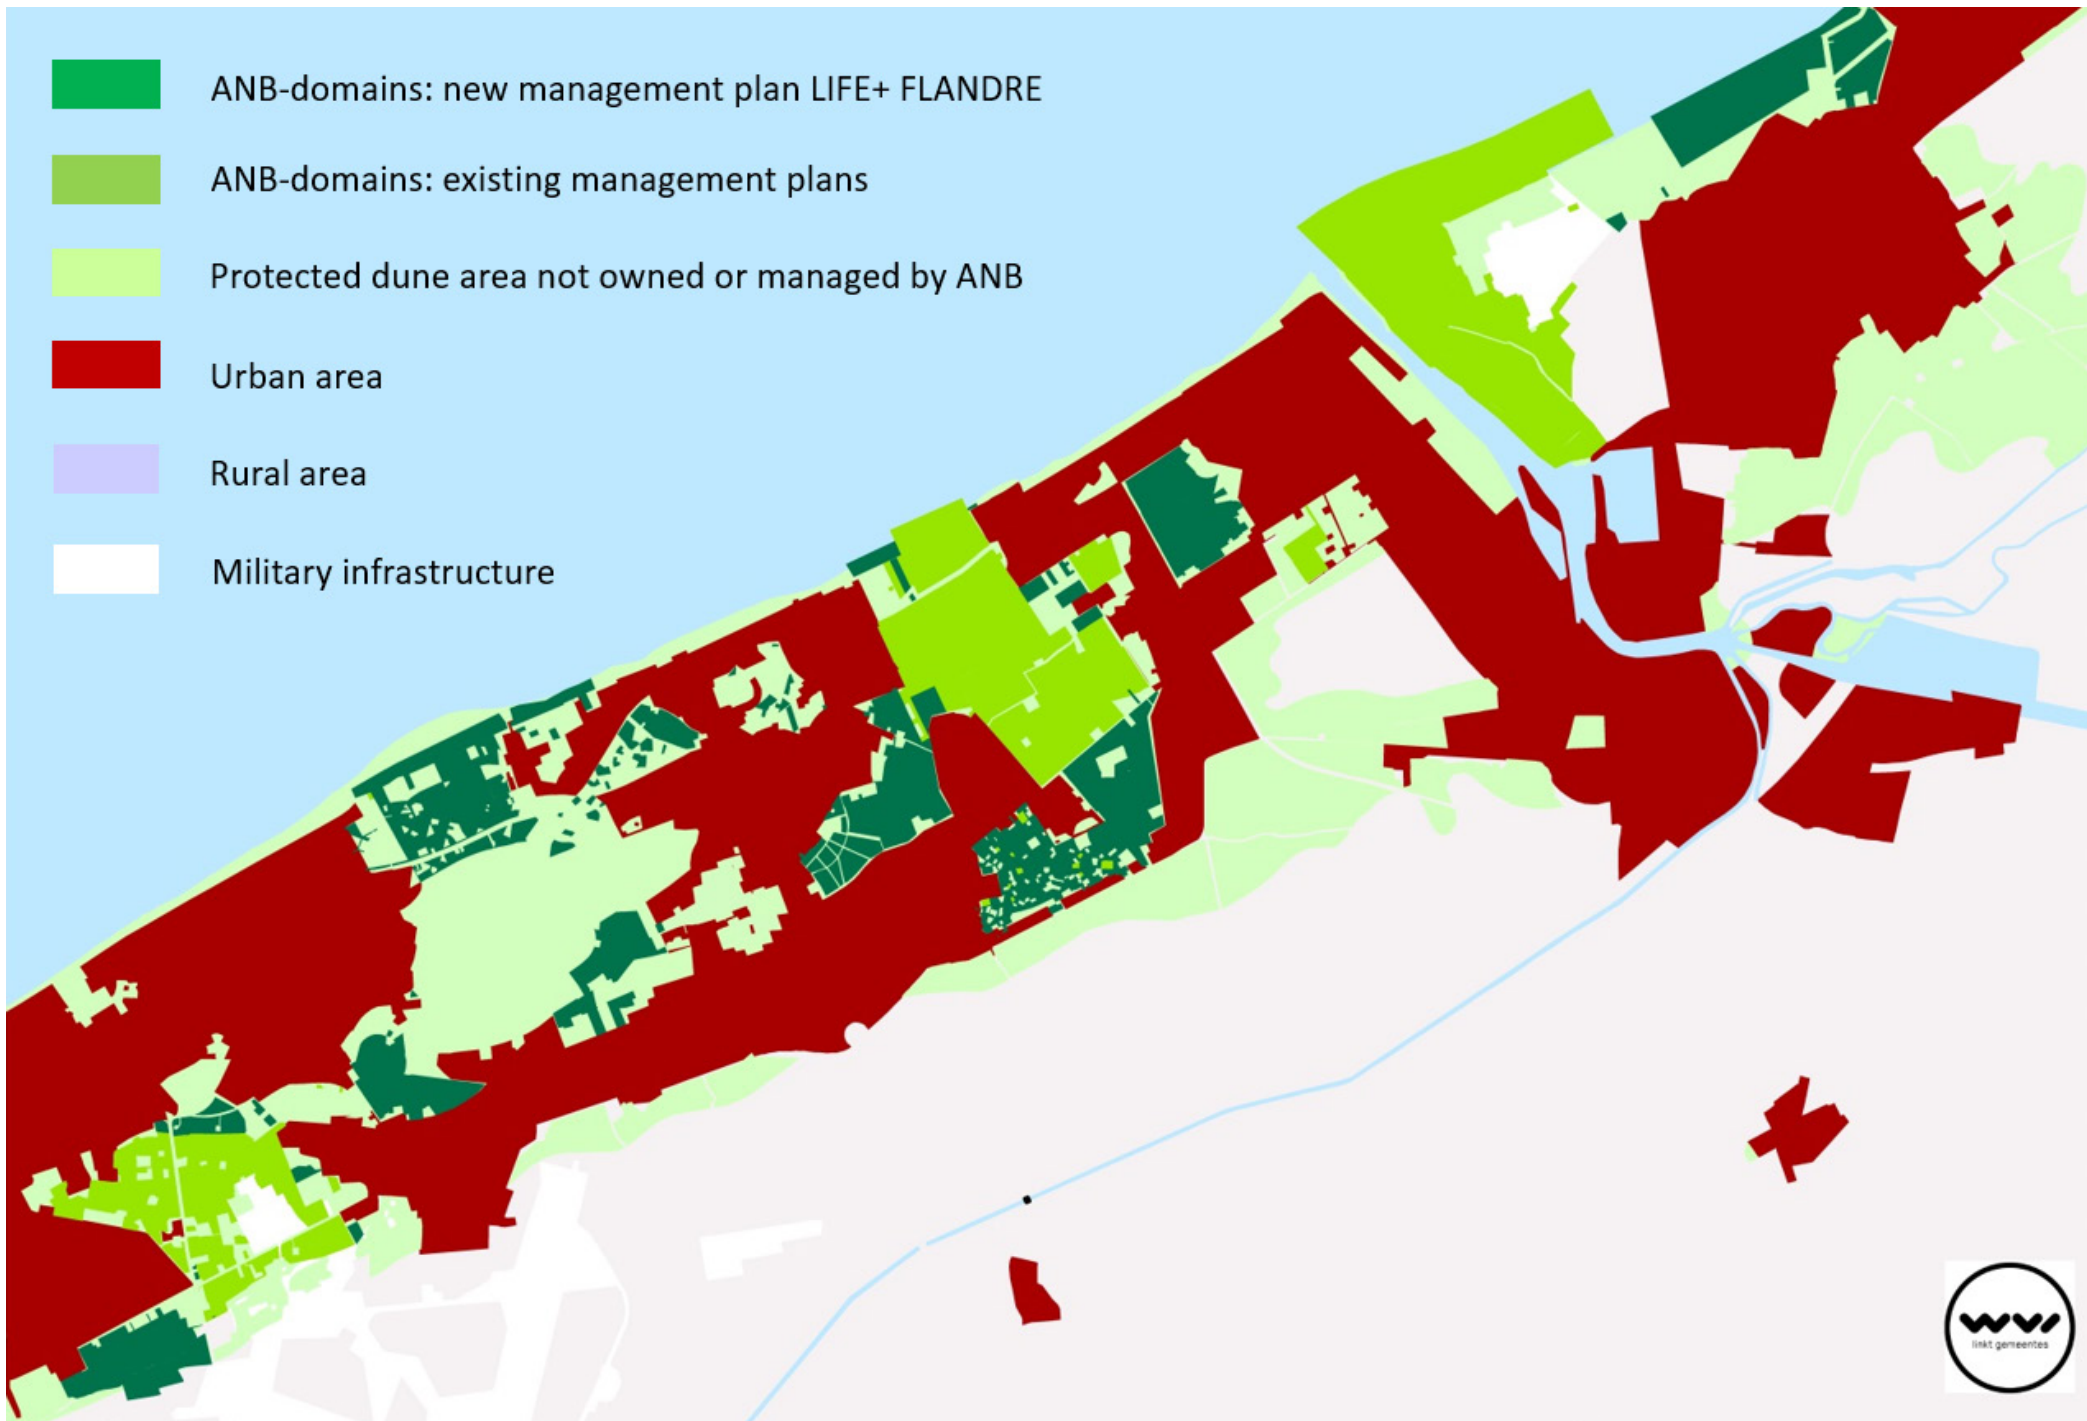 ANB-domains: new management plan LIFE+ FLANDRE
ANB-domains: existing management plans
Protected dune area not owned or managed by ANB
Urban area
Rural area
Military infrastructure
wvi
linkt gemeentes